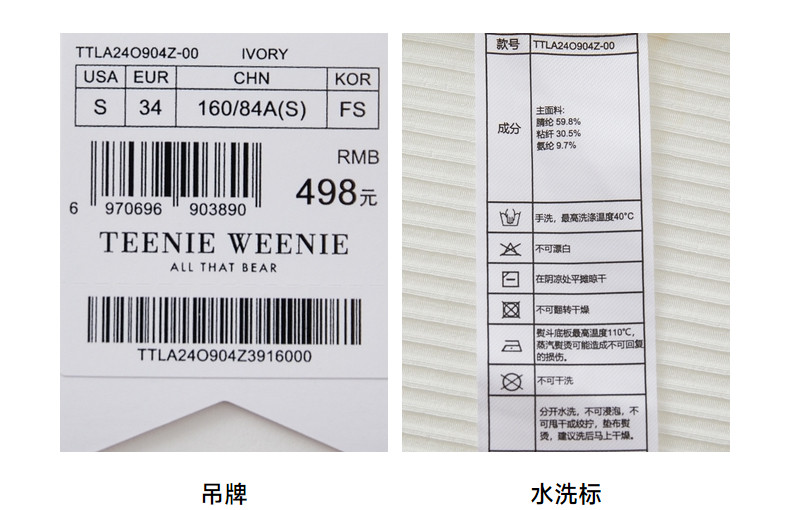 TTLA24O904Z-00 IVORY
USA EUR CHN KOR
S 34 160/84A(S) FS
RMB
498元
6 970696 903890
TEENIE WEENIE
ALL THAT BEAR
TTLA24O904Z3916000
吊牌
款号 TTLA24O904Z-00
成分
主面料:
腈纶 59.8%
粘纤 30.5%
氨纶 9.7%
手洗，最高洗涤温度40°C
不可漂白
在阴凉处平摊晾干
不可翻转干燥
熨斗底板最高温度110℃，
蒸汽熨烫可能造成不可回复
的损伤。
不可干洗
分开水洗，不可浸泡，不
可甩干或绞拧，垫布熨
烫，建议洗后马上干燥。
水洗标